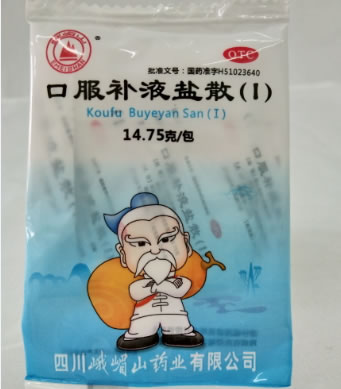 ®
OTC
批准文号：国药准字H51023640
口服补液盐散(I)
Koufu Buyeyan San (I)
14.75克/包
四川峨嵋山药业有限公司